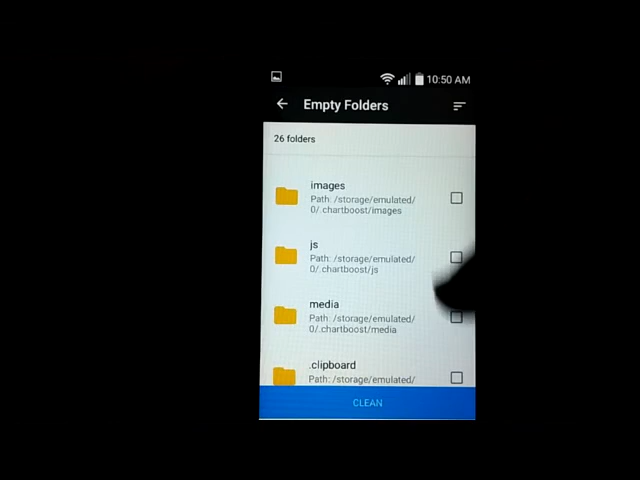 10:50 AM
Empty Folders
26 folders
images
Path: /storage/emulated/
0/.chartboost/images
js
Path: /storage/emulated/
0/.chartboost/js
media
Path: /storage/emulated/
0/.chartboost/media
.clipboard
Path: /storage/emulated/
CLEAN